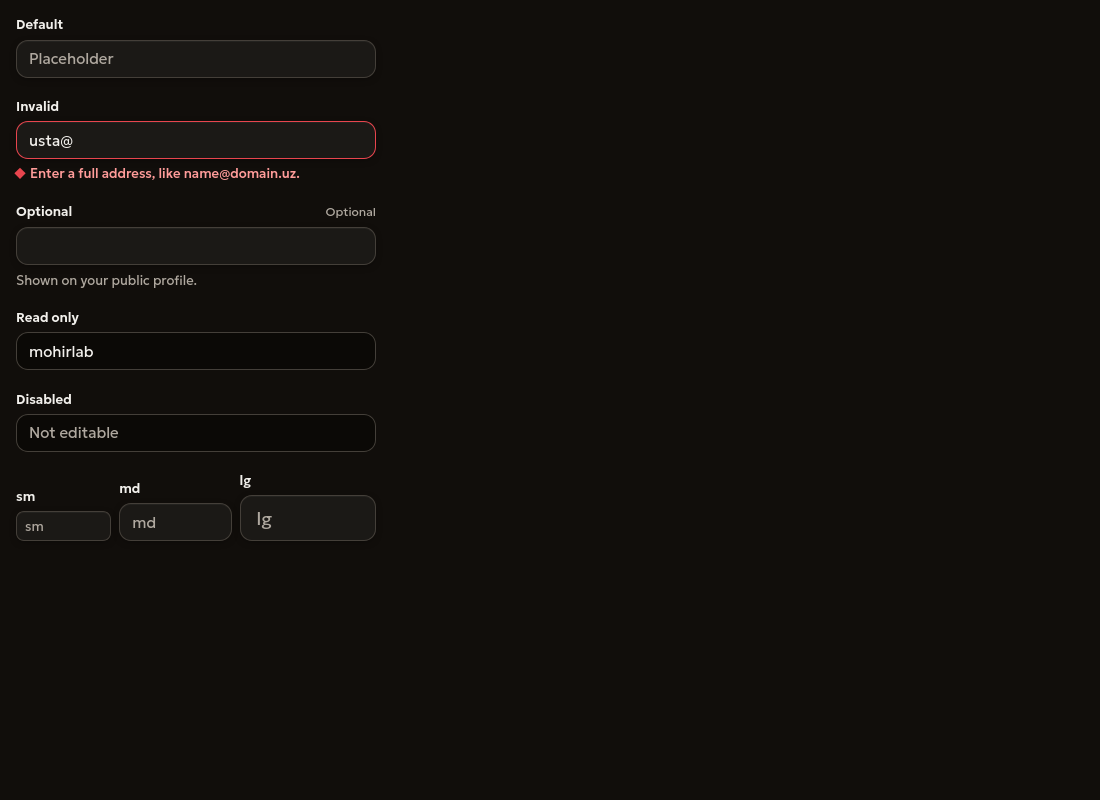 Default
Placeholder
Invalid
usta@
Enter a full address, like name@domain.uz.
Optional Optional
Shown on your public profile.
Read only
mohirlab
Disabled
Not editable
sm md lg
sm md lg